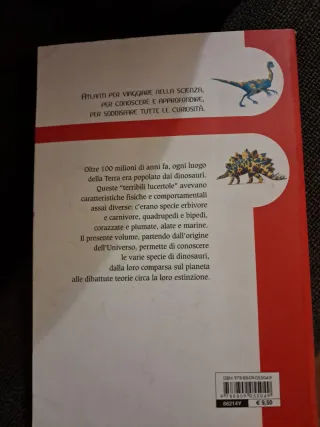 ATLANTI PER VIAGGIARE NELLA SCIENZA,
PER CONOSCERE E APPROFONDIRE,
PER SODDISFARE TUTTE LE CURIOSITÀ.
Oltre 100 milioni di anni fa, ogni luogo
della Terra era popolato dai dinosauri.
Queste “terribili lucertole” avevano
caratteristiche fisiche e comportamentali
assai diverse: c'erano specie erbivore
e carnivore, quadrupedi e bipedi,
corazzate e piumate, alate e marine.
Il presente volume, partendo dall'origine
dell'Universo, permette di conoscere
le varie specie di dinosauri,
dalla loro comparsa sul pianeta
alle dibattute teorie circa la loro estinzione.
66214Y
€ 9,90